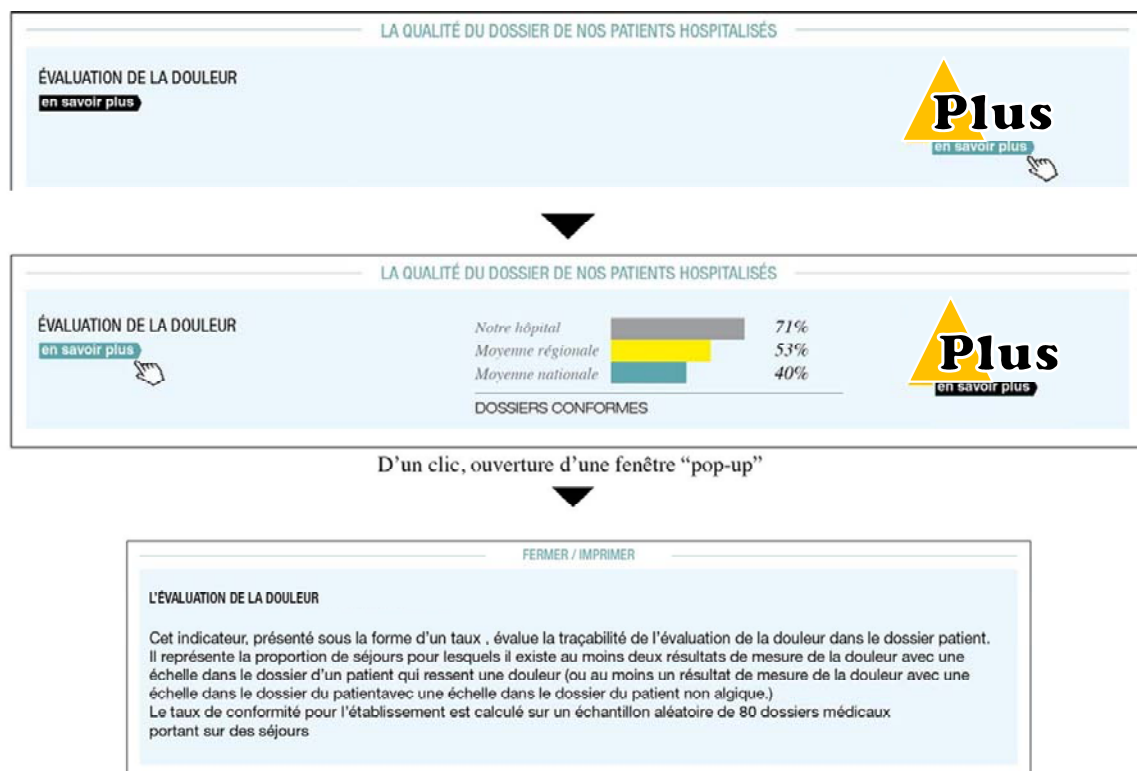 LA QUALITÉ DU DOSSIER DE NOS PATIENTS HOSPITALISÉS
ÉVALUATION DE LA DOULEUR
en savoir plus
Plus
en savoir plus
LA QUALITÉ DU DOSSIER DE NOS PATIENTS HOSPITALISÉS
ÉVALUATION DE LA DOULEUR
en savoir plus
Notre hôpital 71%
Moyenne régionale 53%
Moyenne nationale 40%
DOSSIERS CONFORMES
Plus
en savoir plus
D'un clic, ouverture d'une fenêtre “pop-up”
FERMER / IMPRIMER
L'ÉVALUATION DE LA DOULEUR
Cet indicateur, présenté sous la forme d'un taux , évalue la traçabilité de l'évaluation de la douleur dans le dossier patient.
Il représente la proportion de séjours pour lesquels il existe au moins deux résultats de mesure de la douleur avec une
échelle dans le dossier d'un patient qui ressent une douleur (ou au moins un résultat de mesure de la douleur avec une
échelle dans le dossier du patientavec une échelle dans le dossier du patient non algique.)
Le taux de conformité pour l'établissement est calculé sur un échantillon aléatoire de 80 dossiers médicaux
portant sur des séjours